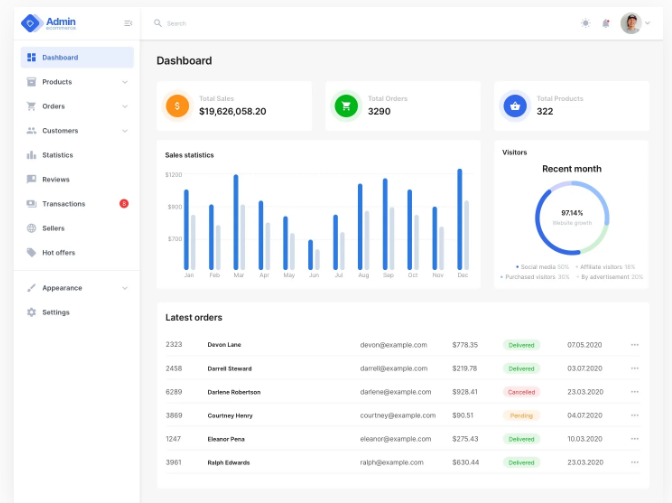 Admin
Search
Dashboard
Products
Orders
Customers
Statistics
Reviews
Transactions 8
Sellers
Hot offers
Appearance
Settings
Dashboard
Total Sales
$19,626,058.20
Total Orders
3290
Total Products
322
Sales statistics
$1200
$900
$700
Jan Feb Mar Apr May Jun Jul Aug Sep Oct Nov Dec
Visitors
Recent month
97.14%
Website growth
Social media 50% Affiliate visitors 18%
Purchased visitors 30% By advertisement 20%
Latest orders
2323 Devon Lane devon@example.com $778.35 Delivered 07.05.2020
2458 Darrell Steward darrell@example.com $219.78 Delivered 03.07.2020
6289 Darlene Robertson darlene@example.com $928.41 Cancelled 23.03.2020
3869 Courtney Henry courtney@example.com $90.51 Pending 04.07.2020
1247 Eleanor Pena eleanor@example.com $275.43 Delivered 10.03.2020
3961 Ralph Edwards ralph@example.com $630.44 Delivered 23.03.2020